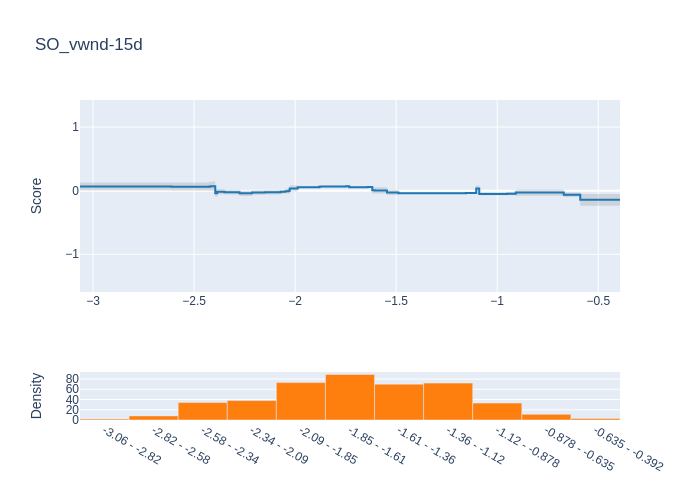 SO_vwnd-15d
Score
1
0
−1
−3
−2.5
−2
−1.5
−1
−0.5
Density
80
60
40
20
0
-3.06 - -2.82
-2.82 - -2.58
-2.58 - -2.34
-2.34 - -2.09
-2.09 - -1.85
-1.85 - -1.61
-1.61 - -1.36
-1.36 - -1.12
-1.12 - -0.878
-0.878 - -0.635
-0.635 - -0.392